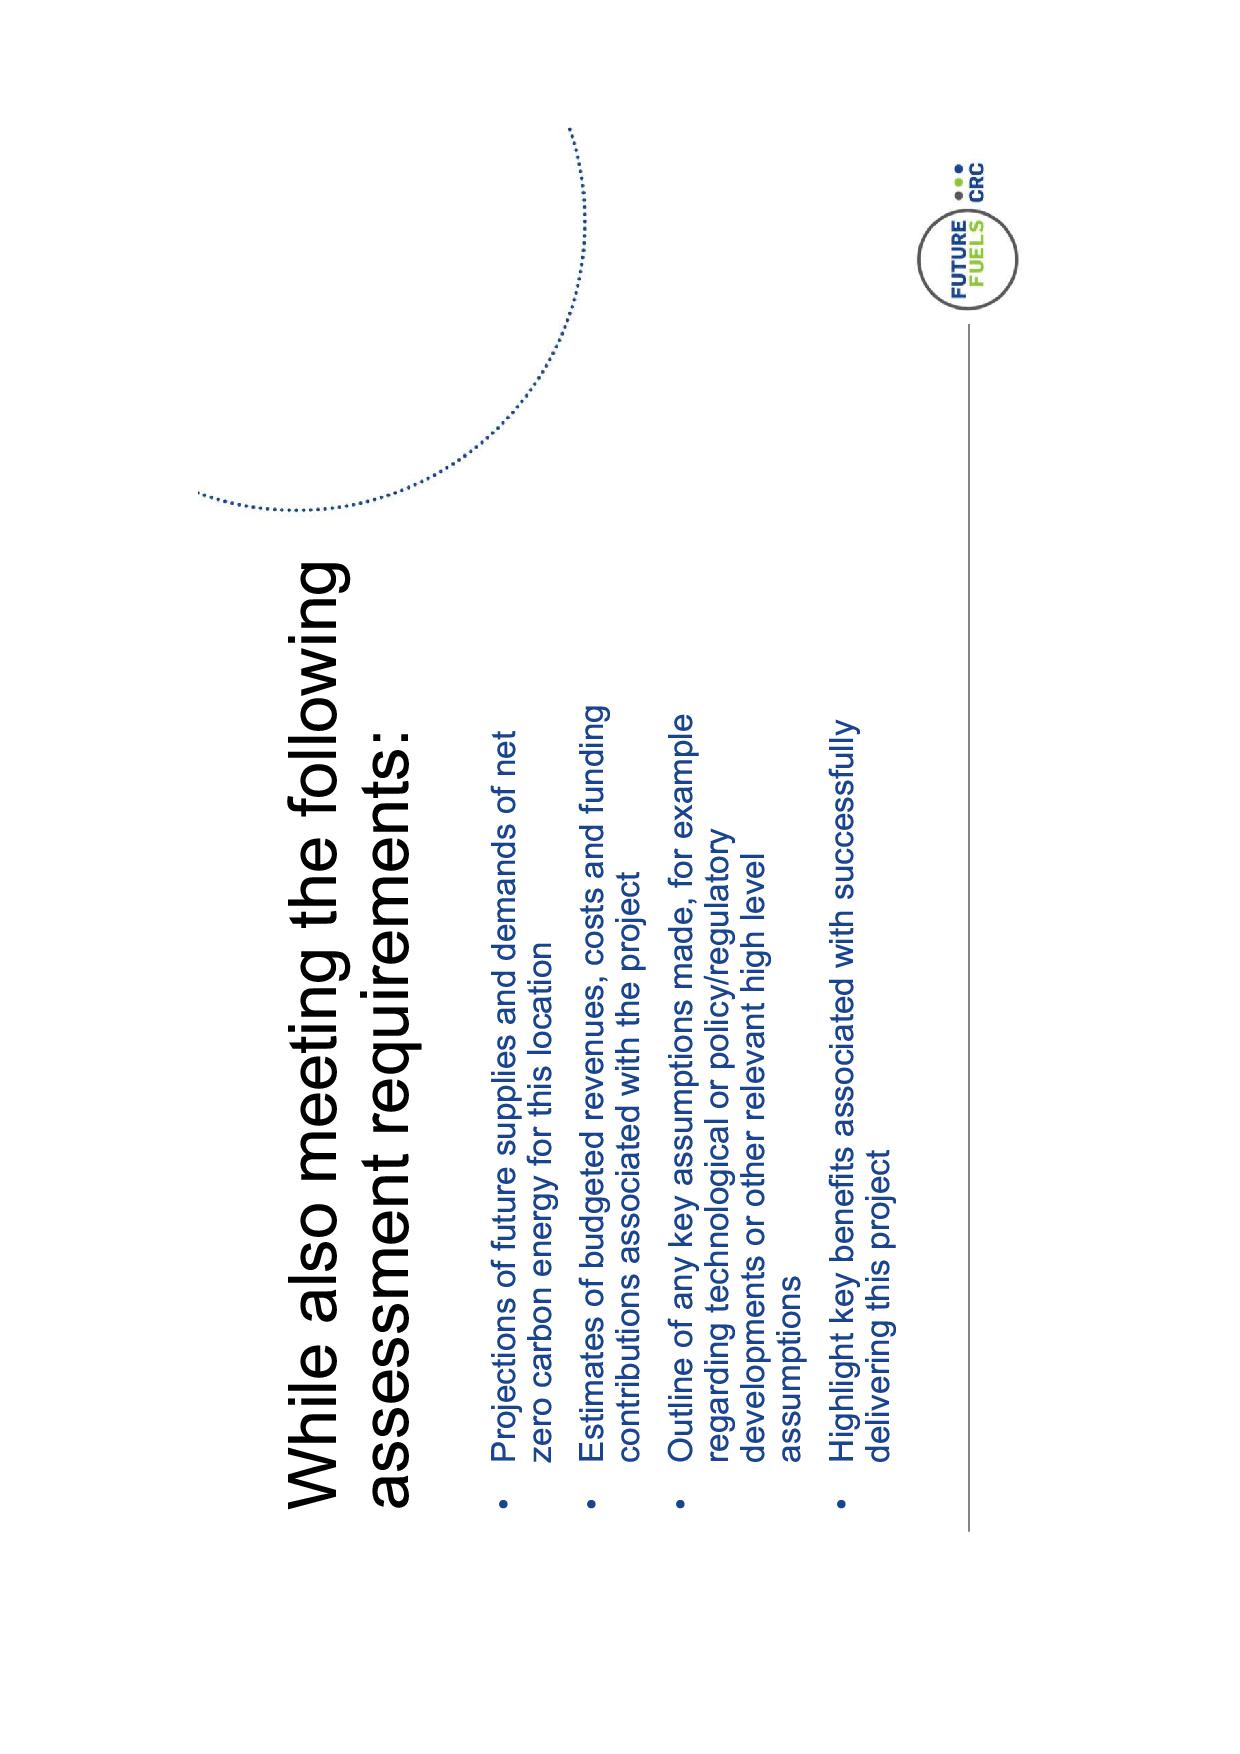 While also meeting the following
assessment requirements:
• Projections of future supplies and demands of net
zero carbon energy for this location
• Estimates of budgeted revenues, costs and funding
contributions associated with the project
• Outline of any key assumptions made, for example
regarding technological or policy/regulatory
developments or other relevant high level
assumptions
• Highlight key benefits associated with successfully
delivering this project
FUTURE
FUELS CRC